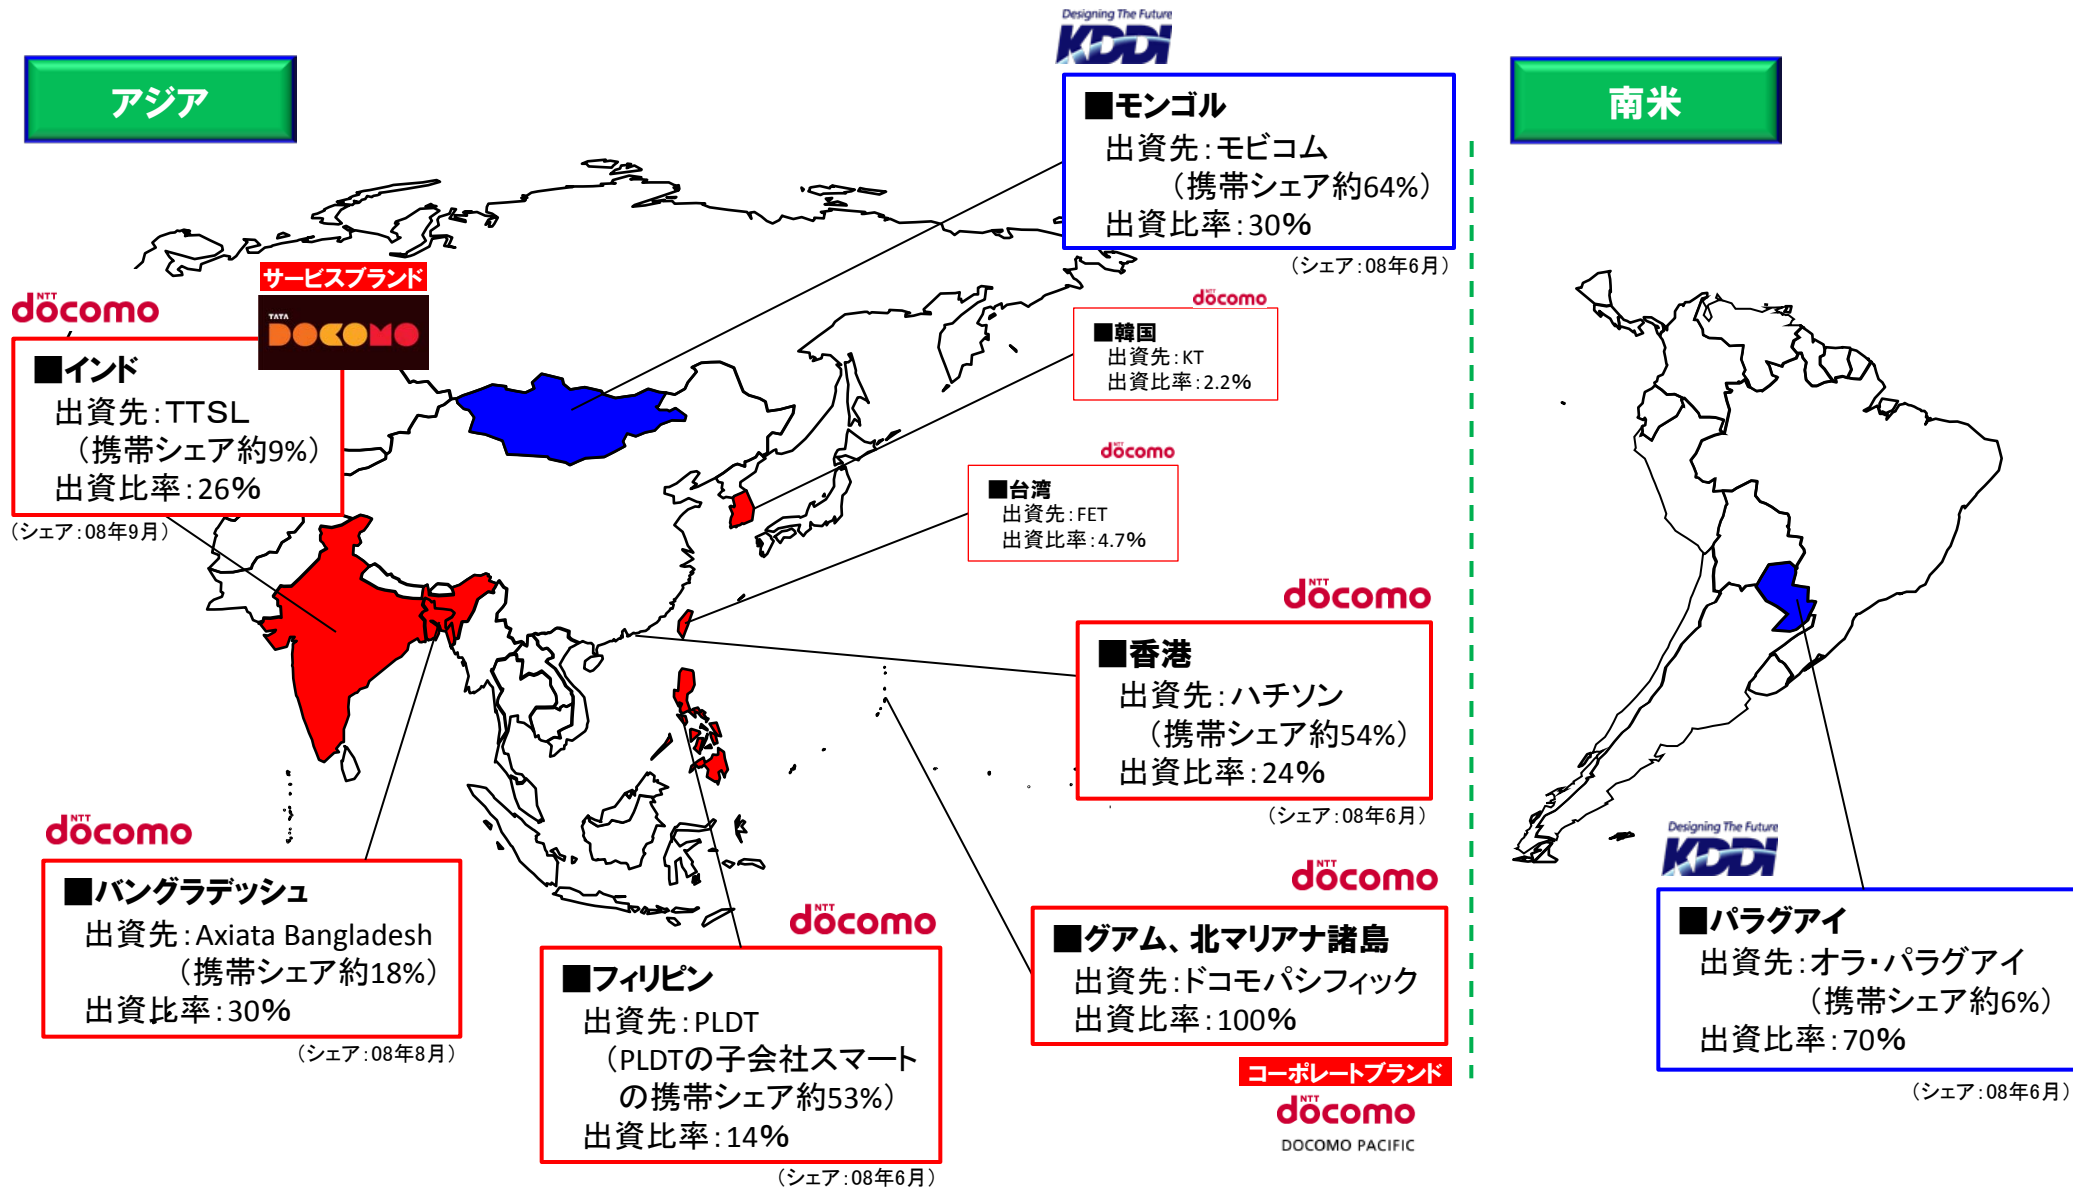 アジア
Designing The Future
KDDI
■モンゴル
出資先：モビコム
（携帯シェア約64%）
出資比率：30%
（シェア：08年6月）
南米
サービスブランド
TATA
DOCOMO
NTT
döcomo
■インド
出資先：TTSL
（携帯シェア約9%）
出資比率：26%
（シェア：08年9月）
NTT
döcomo
■韓国
出資先：KT
出資比率：2.2%
döcomo
■台湾
出資先：FET
出資比率：4.7%
NTT
döcomo
■香港
出資先：ハチソン
（携帯シェア約54%）
出資比率：24%
（シェア：08年6月）
NTT
döcomo
■バングラデッシュ
出資先：Axiata Bangladesh
（携帯シェア約18%）
出資比率：30%
（シェア：08年8月）
NTT
döcomo
■フィリピン
出資先：PLDT
（PLDTの子会社スマート
の携帯シェア約53%）
出資比率：14%
（シェア：08年6月）
NTT
döcomo
■グアム、北マリアナ諸島
出資先：ドコモパシフィック
出資比率：100%
コーポレートブランド
NTT
döcomo
DOCOMO PACIFIC
Designing The Future
KDDI
■パラグアイ
出資先：オラ・パラグアイ
（携帯シェア約6%）
出資比率：70%
（シェア：08年6月）